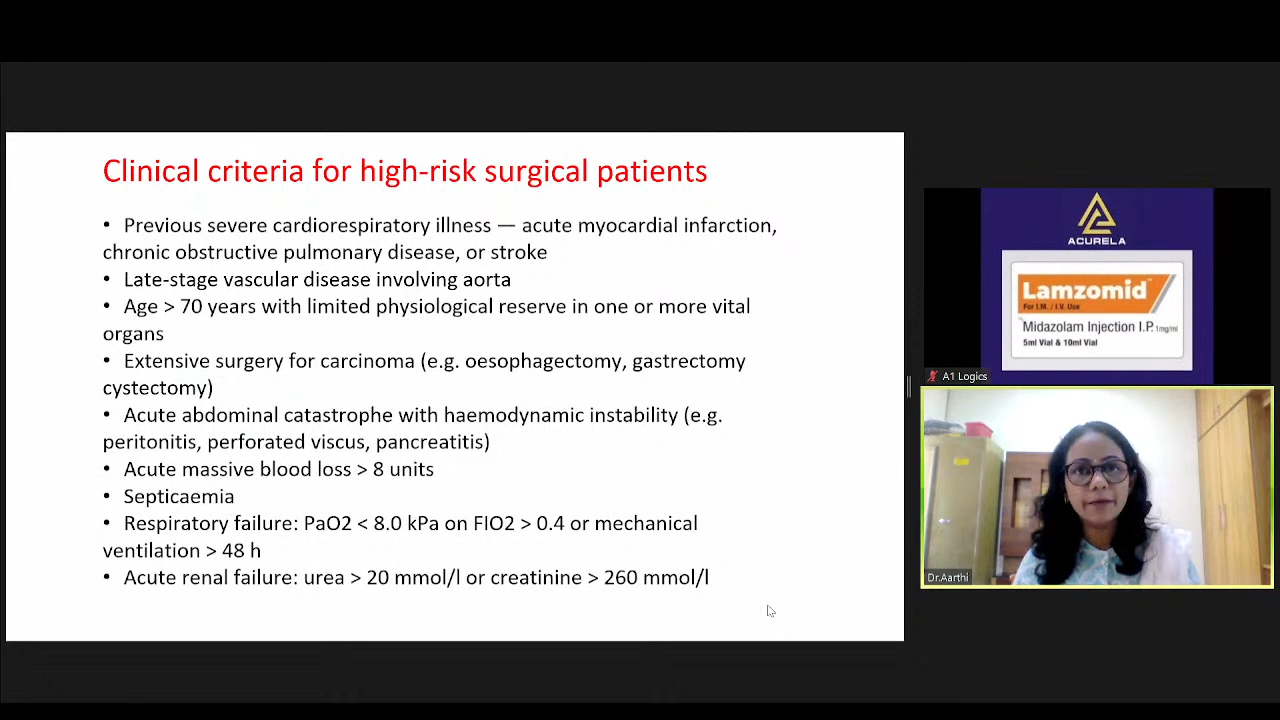 Clinical criteria for high-risk surgical patients
• Previous severe cardiorespiratory illness — acute myocardial infarction,
chronic obstructive pulmonary disease, or stroke
• Late-stage vascular disease involving aorta
• Age > 70 years with limited physiological reserve in one or more vital
organs
• Extensive surgery for carcinoma (e.g. oesophagectomy, gastrectomy
cystectomy)
• Acute abdominal catastrophe with haemodynamic instability (e.g.
peritonitis, perforated viscus, pancreatitis)
• Acute massive blood loss > 8 units
• Septicaemia
• Respiratory failure: PaO2 < 8.0 kPa on FIO2 > 0.4 or mechanical
ventilation > 48 h
• Acute renal failure: urea > 20 mmol/l or creatinine > 260 mmol/l
ACURELA
Lamzomid
For I.M. / I.V. Use
Midazolam Injection I.P. 1mg/ml
5ml Vial & 10ml Vial
A1 Logics
Dr.Aarthi